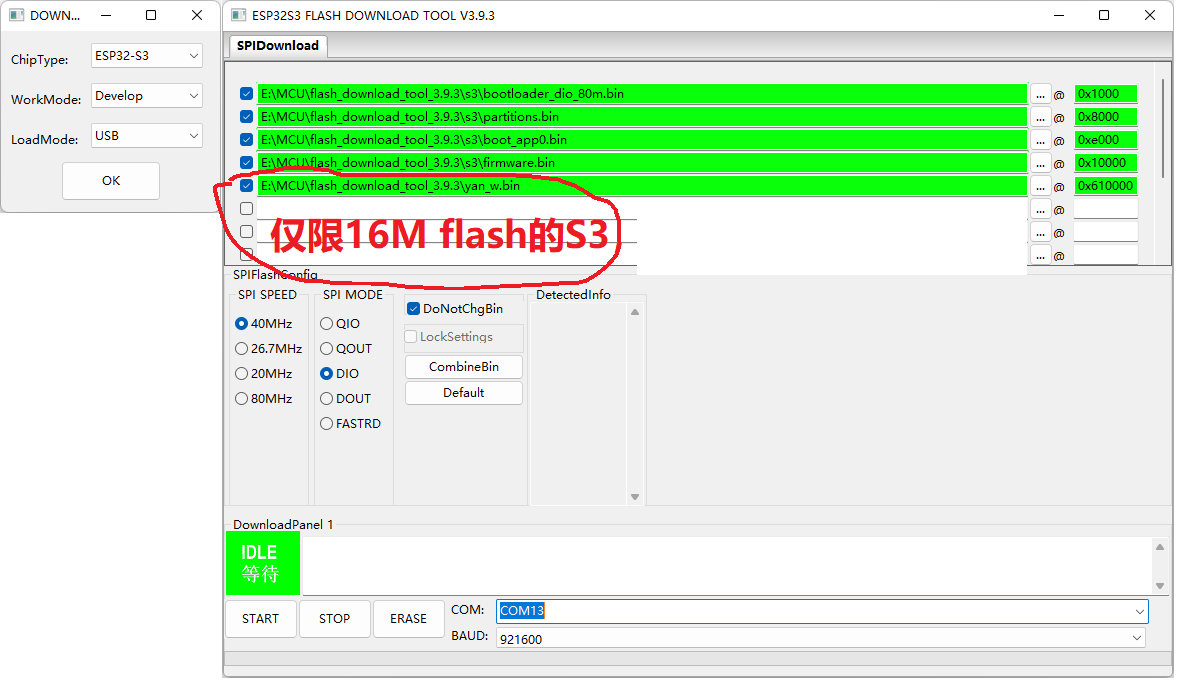 DOWN...
ChipType:
ESP32-S3
WorkMode:
Develop
LoadMode:
USB
OK
ESP32S3 FLASH DOWNLOAD TOOL V3.9.3
SPIDownload
E:\MCU\flash_download_tool_3.9.3\s3\bootloader_dio_80m.bin ... @ 0x1000
E:\MCU\flash_download_tool_3.9.3\s3\partitions.bin ... @ 0x8000
E:\MCU\flash_download_tool_3.9.3\s3\boot_app0.bin ... @ 0xe000
E:\MCU\flash_download_tool_3.9.3\s3\firmware.bin ... @ 0x10000
E:\MCU\flash_download_tool_3.9.3\yan_w.bin ... @ 0x610000
... @
... @
... @
仅限16M flash的S3
SPIFlashConfig
SPI SPEED
40MHz
26.7MHz
20MHz
80MHz
SPI MODE
QIO
QOUT
DIO
DOUT
FASTRD
DoNotChgBin
LockSettings
CombineBin
Default
DetectedInfo
DownloadPanel 1
IDLE
等待
START
STOP
ERASE
COM:
COM13
BAUD:
921600